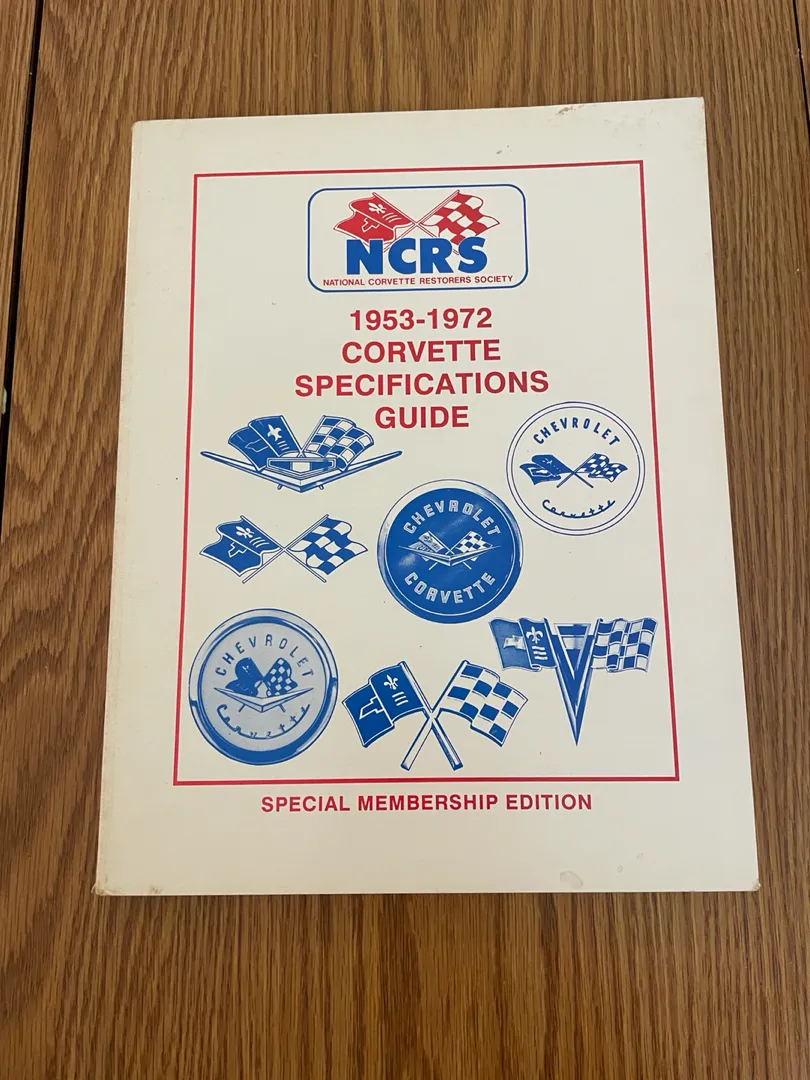 NCRS
NATIONAL CORVETTE RESTORERS SOCIETY
1953-1972
CORVETTE
SPECIFICATIONS
GUIDE
CHEVROLET
Corvette
CHEVROLET
CORVETTE
CHEVROLET
Corvette
SPECIAL MEMBERSHIP EDITION